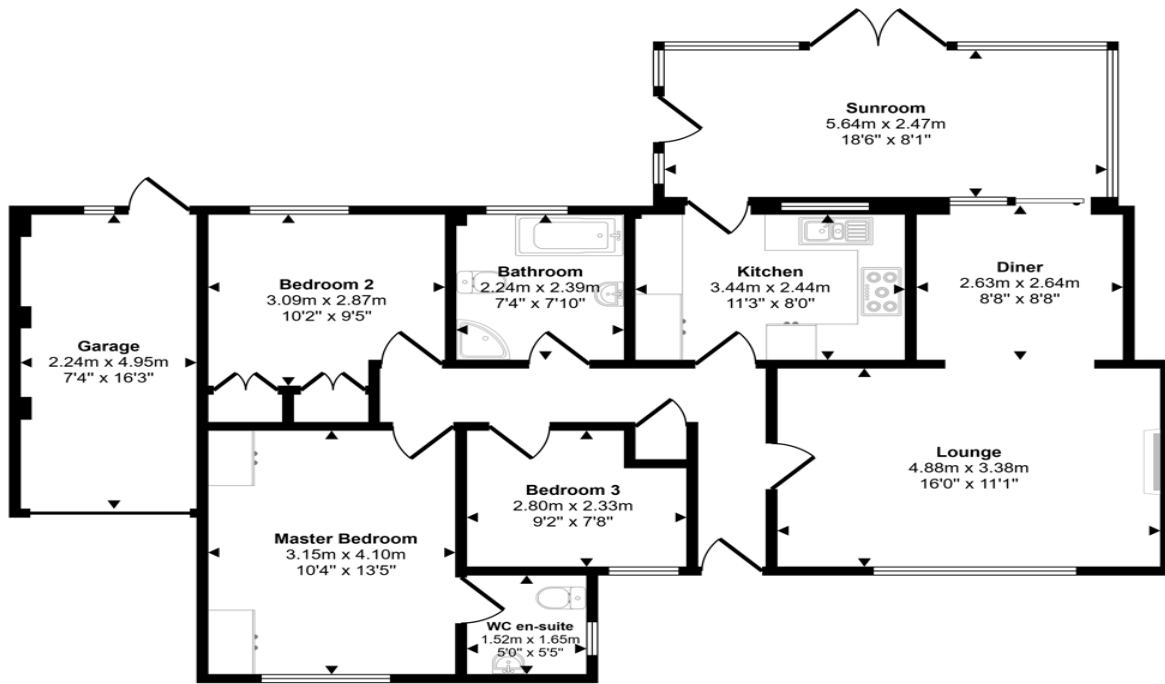 Sunroom
5.64m x 2.47m
18'6" x 8'1"
Bedroom 2
3.09m x 2.87m
10'2" x 9'5"
Bathroom
2.24m x 2.39m
7'4" x 7'10"
Kitchen
3.44m x 2.44m
11'3" x 8'0"
Diner
2.63m x 2.64m
8'8" x 8'8"
Garage
2.24m x 4.95m
7'4" x 16'3"
Lounge
4.88m x 3.38m
16'0" x 11'1"
Bedroom 3
2.80m x 2.33m
9'2" x 7'8"
Master Bedroom
3.15m x 4.10m
10'4" x 13'5"
WC en-suite
1.52m x 1.65m
5'0" x 5'5"